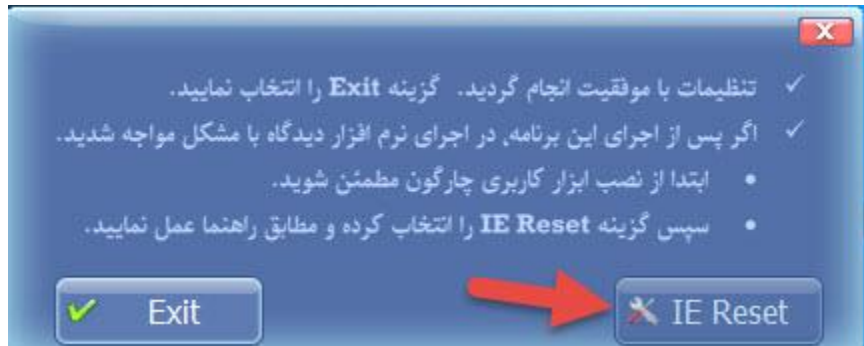 تنظیمات با موفقیت انجام گردید. گزینه Exit را انتخاب نمایید.
اگر پس از اجرای این برنامه, در اجرای نرم افزار دیدگاه با مشکل مواجه شدید.
ابتدا از نصب ابزار کاربری چارگون مطمئن شوید.
سپس گزینه IE Reset را انتخاب کرده و مطابق راهنما عمل نمایید.
Exit
IE Reset